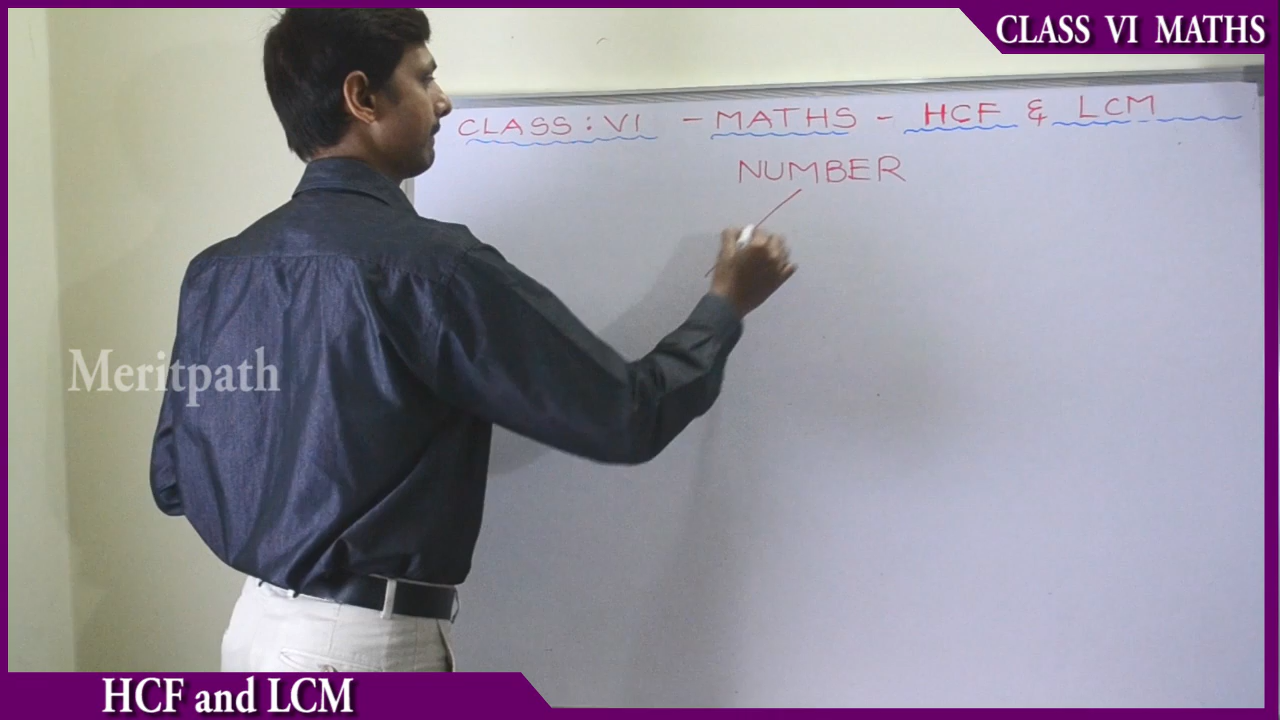 CLASS VI MATHS
CLASS : VI - MATHS - HCF & LCM
NUMBER
Meritpath
HCF and LCM